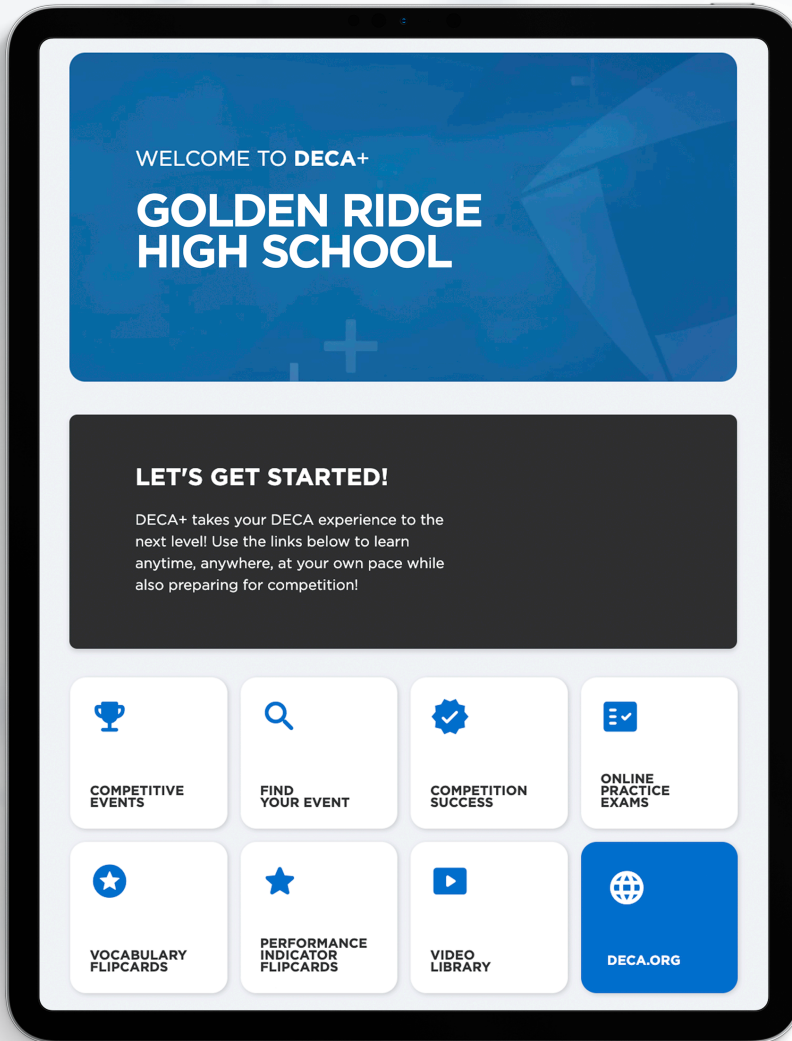 WELCOME TO DECA+
GOLDEN RIDGE
HIGH SCHOOL
LET'S GET STARTED!
DECA+ takes your DECA experience to the
next level! Use the links below to learn
anytime, anywhere, at your own pace while
also preparing for competition!
COMPETITIVE
EVENTS
FIND
YOUR EVENT
COMPETITION
SUCCESS
ONLINE
PRACTICE
EXAMS
VOCABULARY
FLIPCARDS
PERFORMANCE
INDICATOR
FLIPCARDS
VIDEO
LIBRARY
DECA.ORG